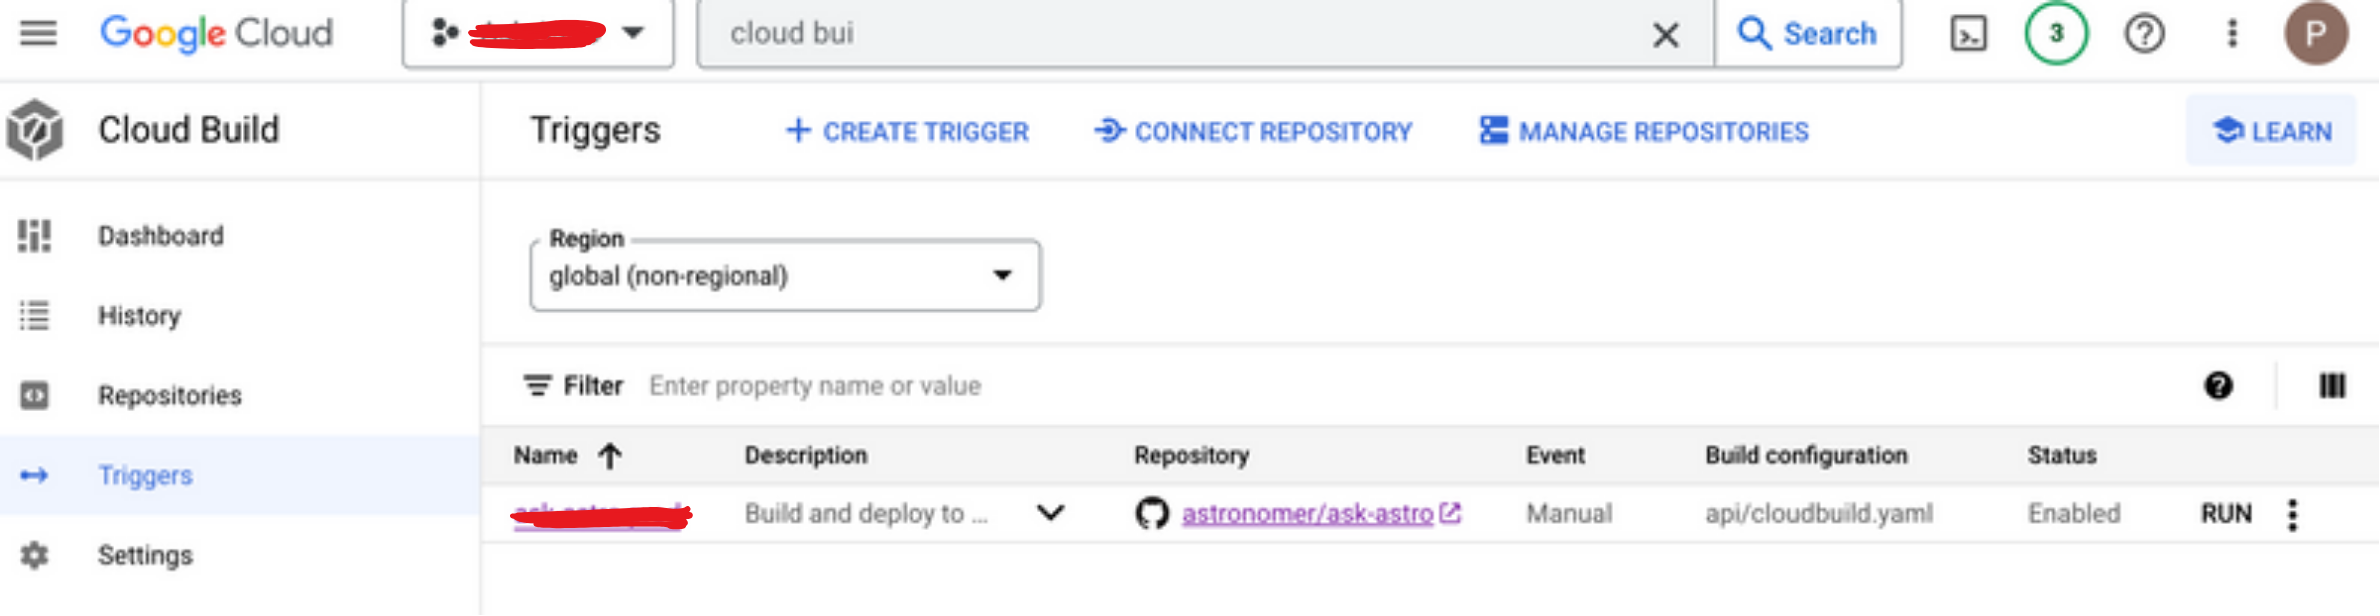 Google Cloud
cloud bui
Search
3
P
Cloud Build
Triggers
CREATE TRIGGER
CONNECT REPOSITORY
MANAGE REPOSITORIES
LEARN
Dashboard
History
Repositories
Triggers
Settings
Region
global (non-regional)
Filter Enter property name or value
Name Description Repository Event Build configuration Status
Build and deploy to ... astronomer/ask-astro Manual api/cloudbuild.yaml Enabled RUN